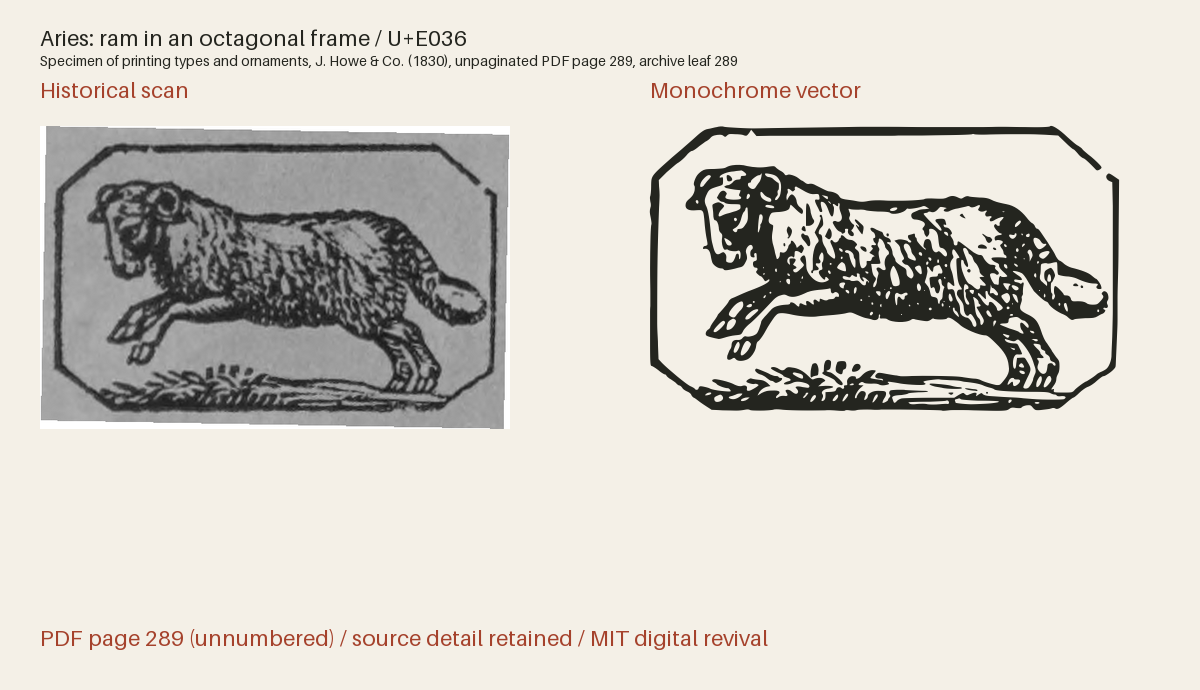 Aries: ram in an octagonal frame / U+E036
Specimen of printing types and ornaments, J. Howe & Co. (1830), unpaginated PDF page 289, archive leaf 289
Historical scan
Monochrome vector
PDF page 289 (unnumbered) / source detail retained / MIT digital revival